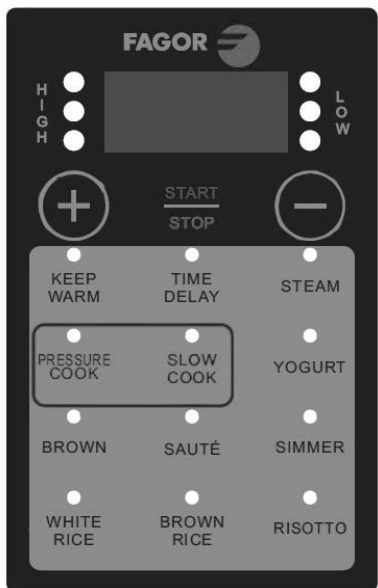 FAGOR
HIGH
LOW
+
START
STOP
−
KEEP
WARM
TIME
DELAY
STEAM
PRESSURE
COOK
SLOW
COOK
YOGURT
BROWN
SAUTÉ
SIMMER
WHITE
RICE
BROWN
RICE
RISOTTO